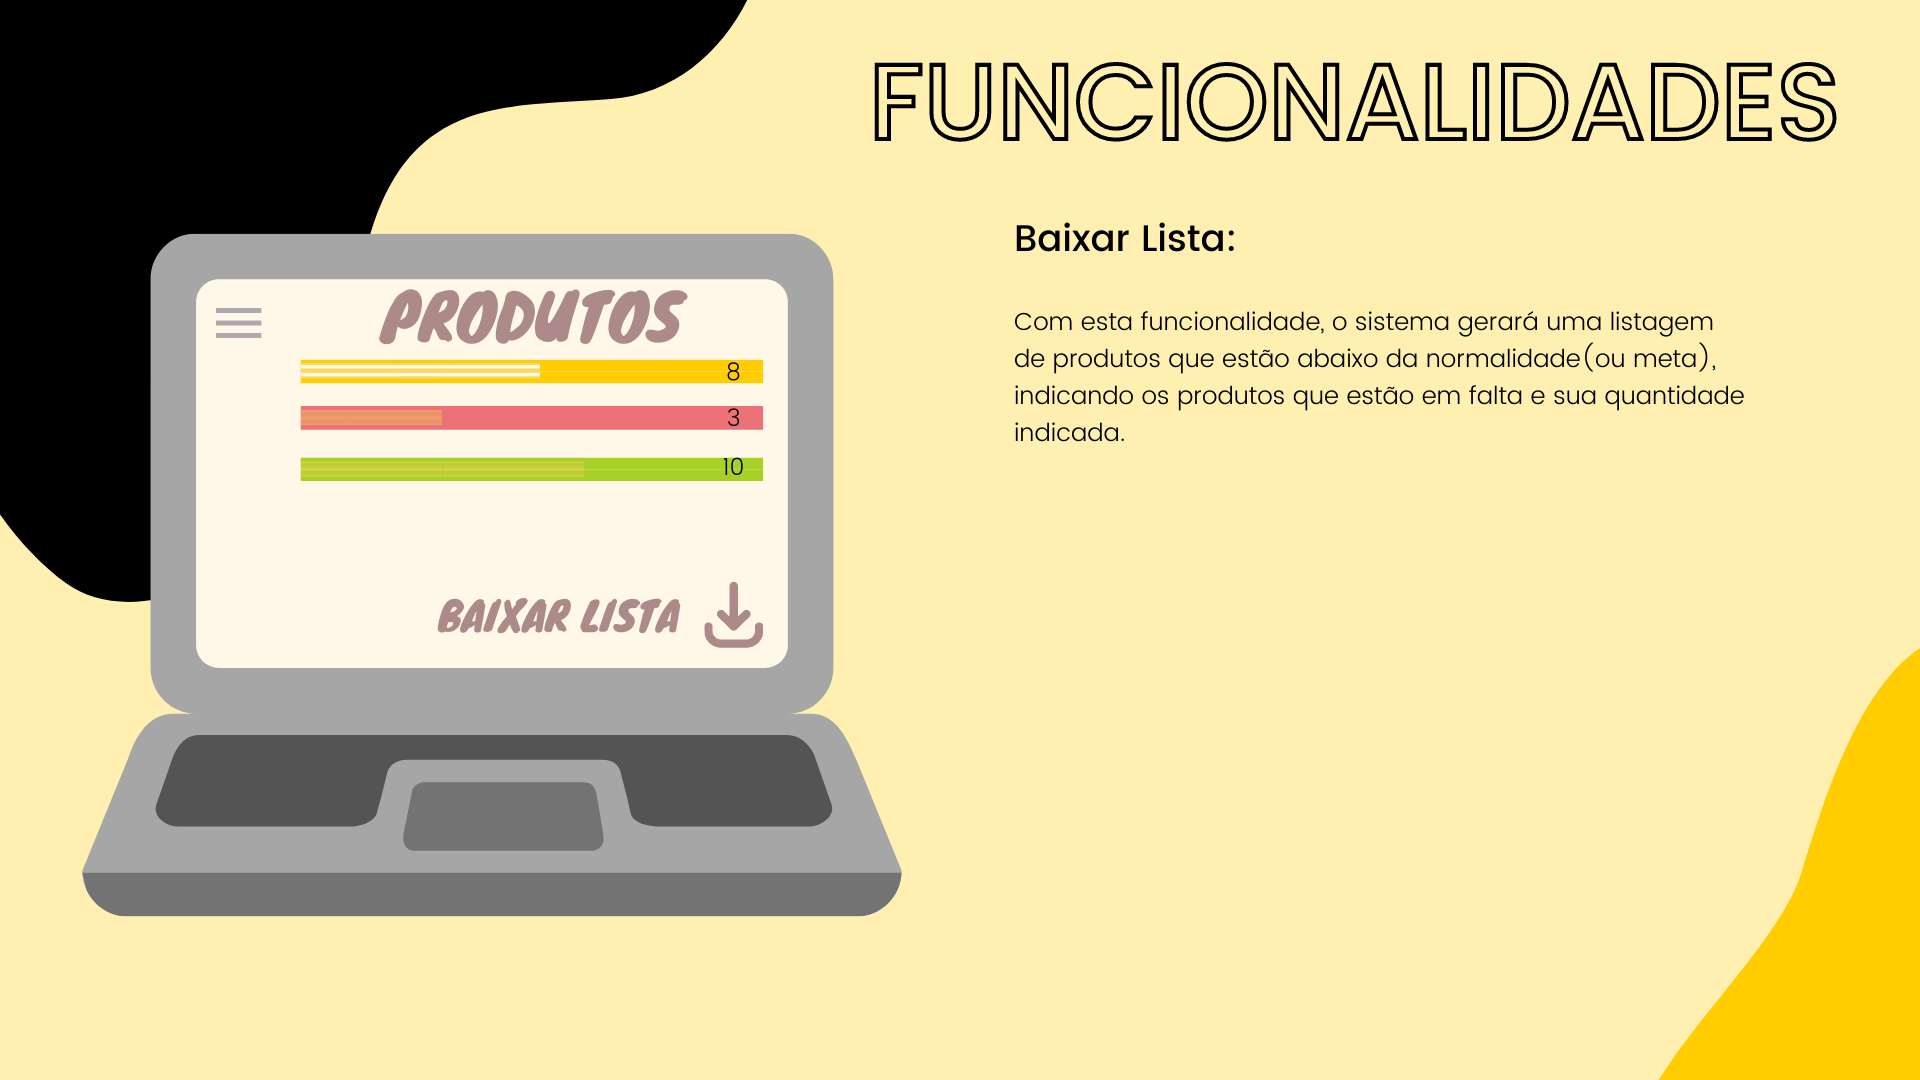 FUNCIONALIDADES
PRODUTOS
8
3
10
BAIXAR LISTA
Baixar Lista:
Com esta funcionalidade, o sistema gerará uma listagem
de produtos que estão abaixo da normalidade(ou meta),
indicando os produtos que estão em falta e sua quantidade
indicada.